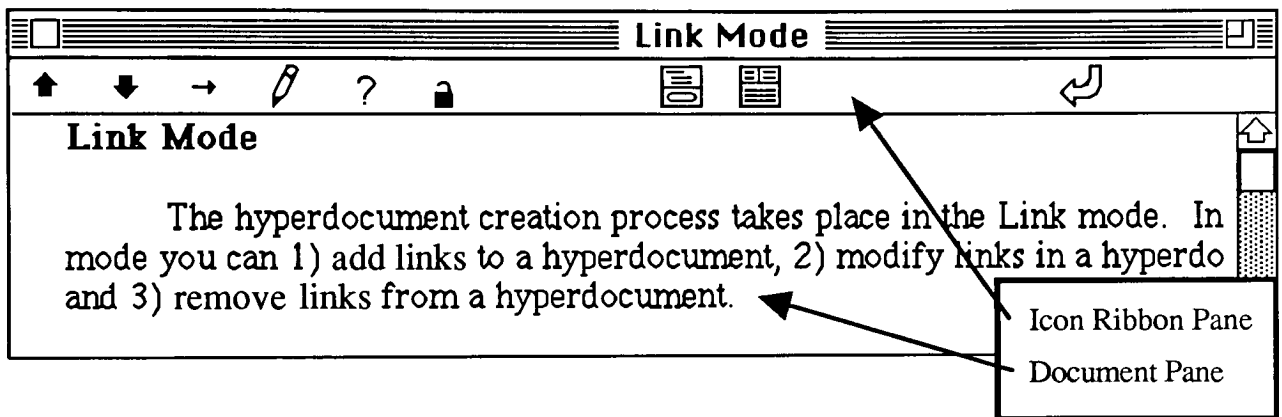 Link Mode
?
Link Mode
The hyperdocument creation process takes place in the Link mode. In
mode you can 1) add links to a hyperdocument, 2) modify links in a hyperdo
and 3) remove links from a hyperdocument.
Icon Ribbon Pane
Document Pane